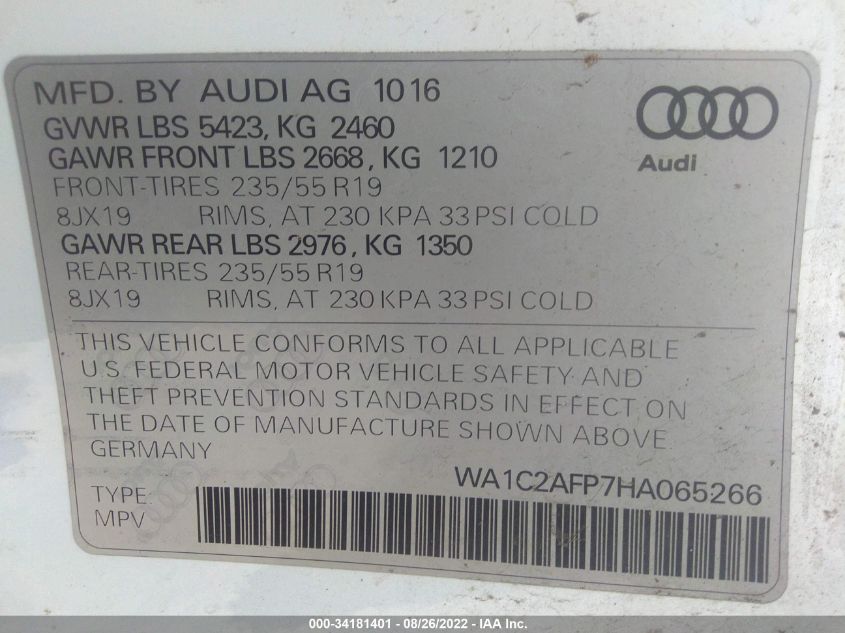 MFD. BY AUDI AG 1016
GVWR LBS 5423, KG 2460
GAWR FRONT LBS 2668, KG 1210
FRONT-TIRES 235/55 R19
8JX19 RIMS, AT 230 KPA 33 PSI COLD
GAWR REAR LBS 2976, KG 1350
REAR-TIRES 235/55 R19
8JX19 RIMS, AT 230 KPA 33 PSI COLD
Audi
THIS VEHICLE CONFORMS TO ALL APPLICABLE
U.S. FEDERAL MOTOR VEHICLE SAFETY AND
THEFT PREVENTION STANDARDS IN EFFECT ON
THE DATE OF MANUFACTURE SHOWN ABOVE
GERMANY
WA1C2AFP7HA065266
TYPE:
MPV
000-34181401 - 08/26/2022 - IAA Inc.